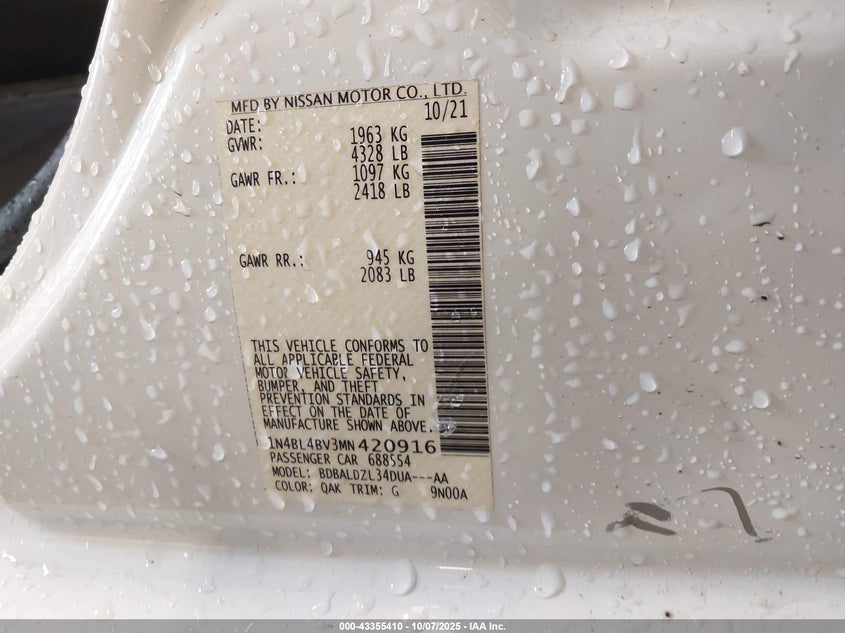 MFD BY NISSAN MOTOR CO., LTD.
DATE: 10/21
GVWR: 1963 KG
4328 LB
GAWR FR.: 1097 KG
2418 LB
GAWR RR.: 945 KG
2083 LB
THIS VEHICLE CONFORMS TO
ALL APPLICABLE FEDERAL
MOTOR VEHICLE SAFETY,
BUMPER, AND THEFT
PREVENTION STANDARDS IN
EFFECT ON THE DATE OF
MANUFACTURE SHOWN ABOVE.
1N4BL4BV3MN420916
PASSENGER CAR 688554
MODEL: BDBALDZL34DUA---AA
COLOR: QAK TRIM: G 9N00A
000-43355410 - 10/07/2025 - IAA Inc.